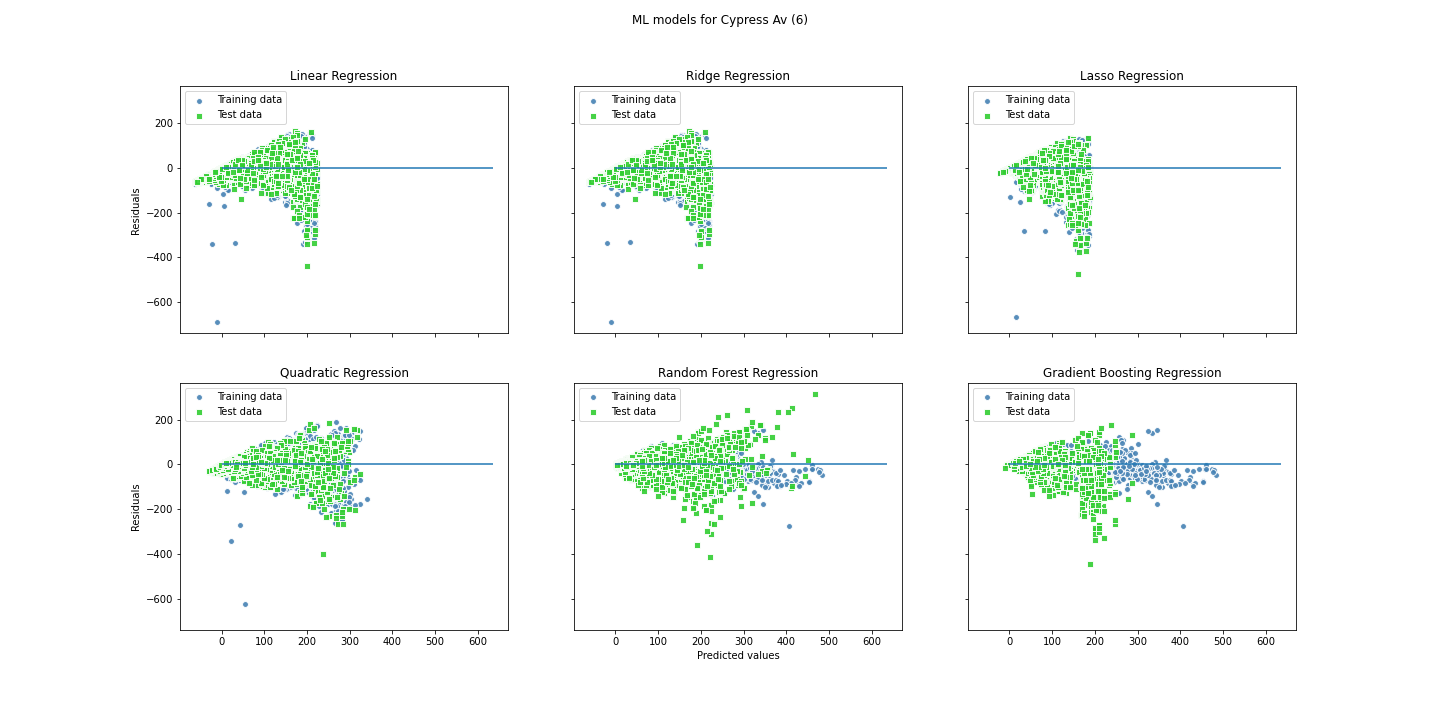 ML models for Cypress Av (6)
Linear Regression
Training data
Test data
200
0
−200
−400
−600
Residuals
Ridge Regression
Training data
Test data
Lasso Regression
Training data
Test data
Quadratic Regression
Training data
Test data
200
0
−200
−400
−600
Residuals
0 100 200 300 400 500 600
Random Forest Regression
Training data
Test data
0 100 200 300 400 500 600
Predicted values
Gradient Boosting Regression
Training data
Test data
0 100 200 300 400 500 600